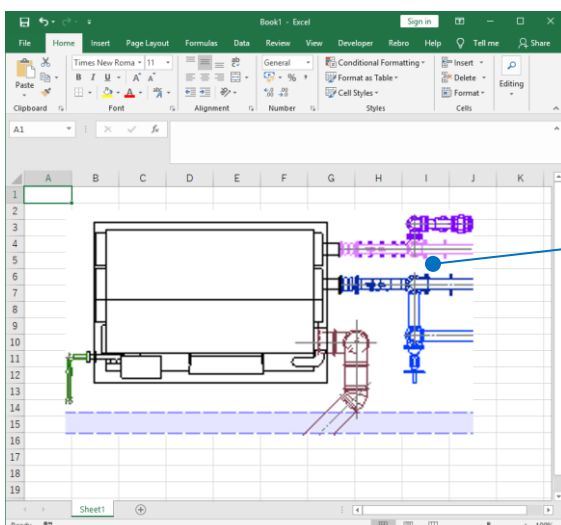 Book1 - Excel
Sign in
File Home Insert Page Layout Formulas Data Review View Developer Rebro Help Tell me Share
Paste
Times New Roma 11
B I U
General
Conditional Formatting
Format as Table
Cell Styles
Insert
Delete
Format
Editing
Clipboard Font Alignment Number Styles Cells
A1 fx
A B C D E F G H I J K
1
2
3
4
5
6
7
8
9
10
11
12
13
14
15
16
17
18
19
Sheet1